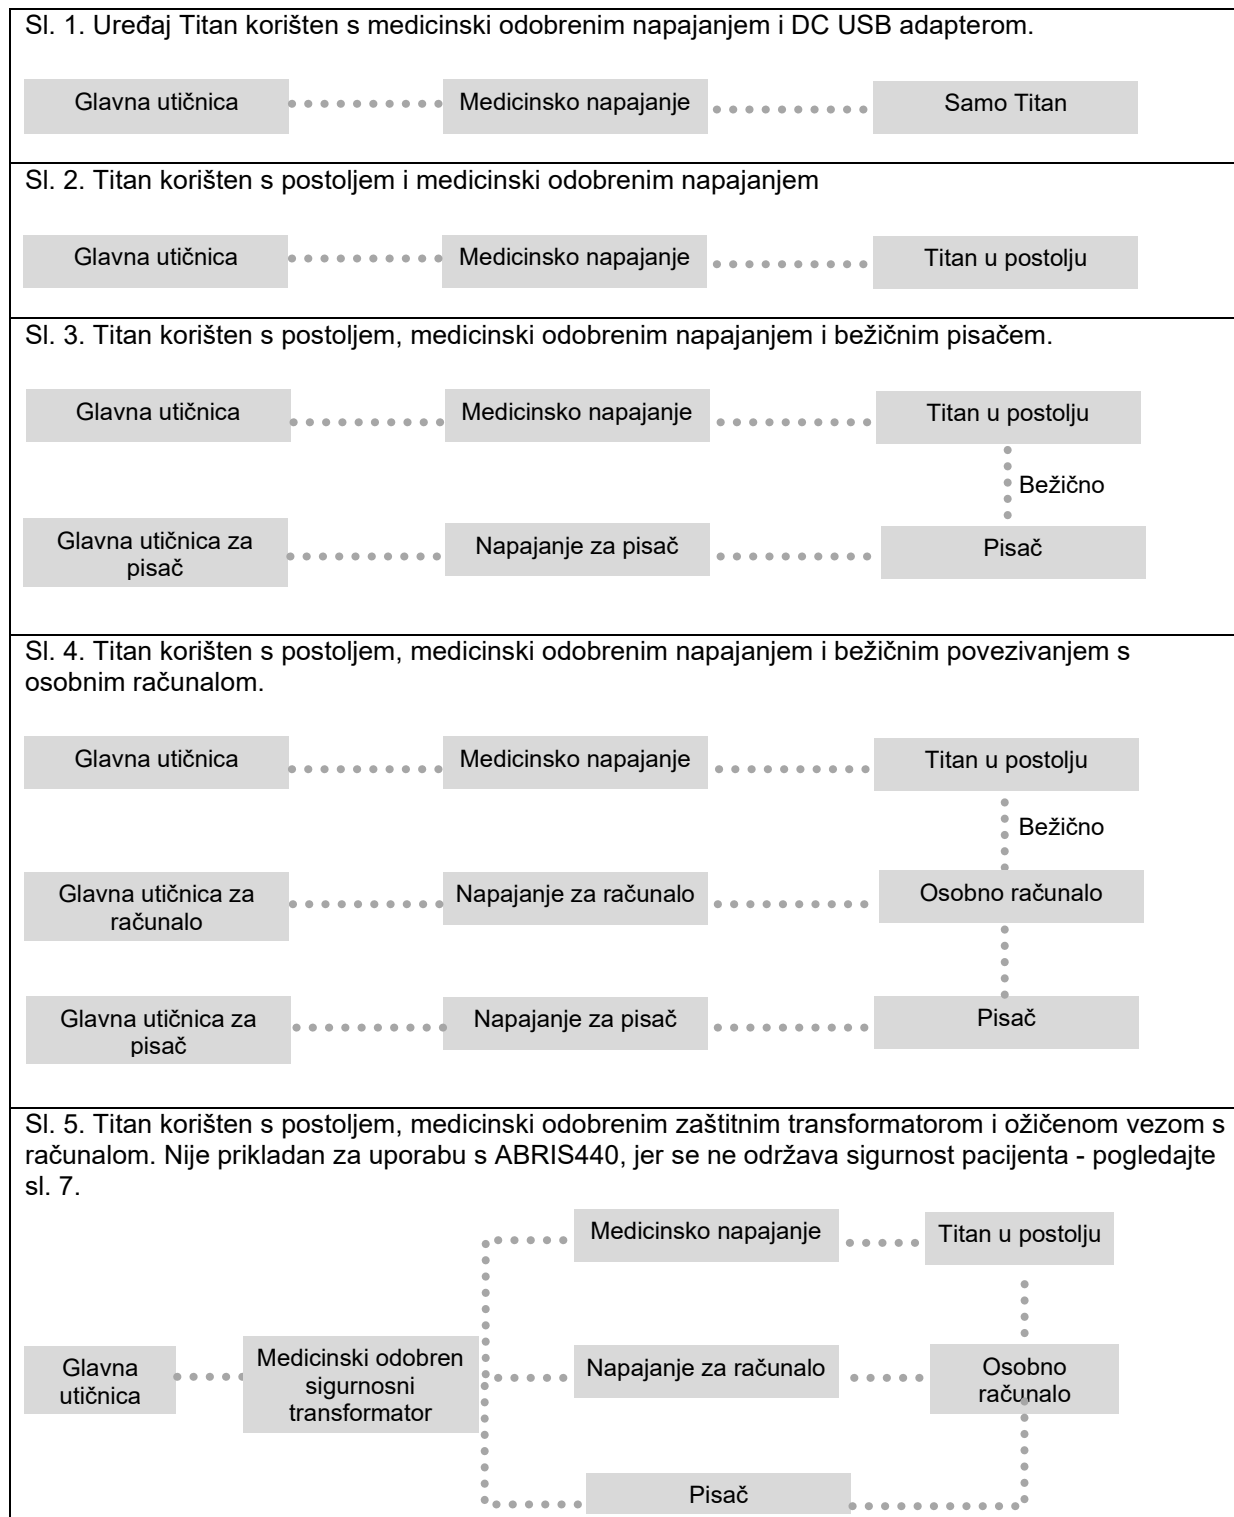 Sl. 1. Uređaj Titan korišten s medicinski odobrenim napajanjem i DC USB adapterom.
Glavna utičnica
Medicinsko napajanje
Samo Titan
Sl. 2. Titan korišten s postoljem i medicinski odobrenim napajanjem
Glavna utičnica
Medicinsko napajanje
Titan u postolju
Sl. 3. Titan korišten s postoljem, medicinski odobrenim napajanjem i bežičnim pisačem.
Glavna utičnica
Medicinsko napajanje
Titan u postolju
Bežično
Glavna utičnica za
pisač
Napajanje za pisač
Pisač
Sl. 4. Titan korišten s postoljem, medicinski odobrenim napajanjem i bežičnim povezivanjem s
osobnim računalom.
Glavna utičnica
Medicinsko napajanje
Titan u postolju
Bežično
Glavna utičnica za
računalo
Napajanje za računalo
Osobno računalo
Glavna utičnica za
pisač
Napajanje za pisač
Pisač
Sl. 5. Titan korišten s postoljem, medicinski odobrenim zaštitnim transformatorom i ožičenom vezom s
računalom. Nije prikladan za uporabu s ABRIS440, jer se ne održava sigurnost pacijenta - pogledajte
sl. 7.
Medicinsko napajanje
Titan u postolju
Glavna
utičnica
Medicinski odobren
sigurnosni
transformator
Napajanje za računalo
Osobno
računalo
Pisač